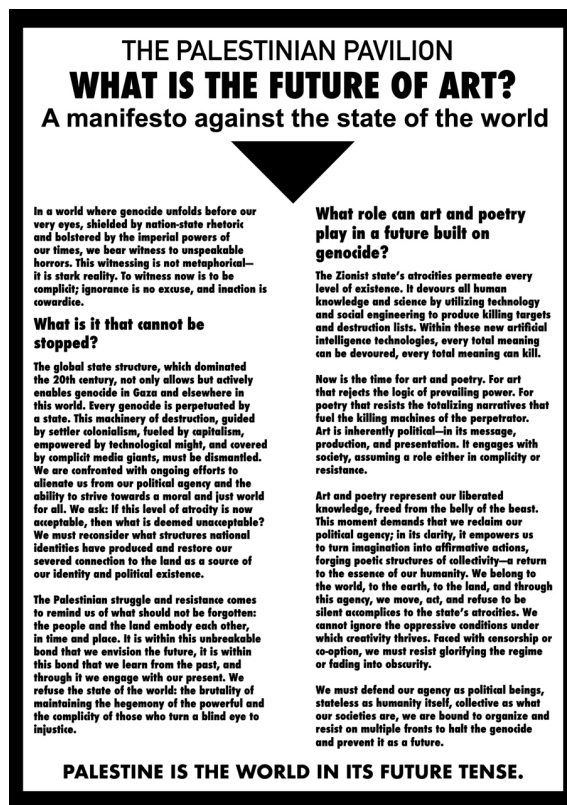 THE PALESTINIAN PAVILION
WHAT IS THE FUTURE OF ART?
A manifesto against the state of the world
In a world where genocide unfolds before our
very eyes, shielded by nation-state rhetoric
and bolstered by the imperial powers of
our times, we bear witness to unspeakable
horrors. This witnessing is not metaphorical—
it is stark reality. To witness now is to be
complicit; ignorance is no excuse, and inaction is
cowardice.
What is it that cannot be
stopped?
The global state structure, which dominated
the 20th century, not only allows but actively
enables genocide in Gaza and elsewhere in
this world. Every genocide is perpetuated by
a state. This machinery of destruction, guided
by settler colonialism, fueled by capitalism,
empowered by technological might, and covered
by complicit media giants, must be dismantled.
We are confronted with ongoing efforts to
alienate us from our political agency and the
ability to strive towards a moral and just world
for all. We ask: If this level of atrocity is now
acceptable, then what is deemed unacceptable?
We must reconsider what structures national
identities have produced and restore our
severed connection to the land as a source of
our identity and political existence.
The Palestinian struggle and resistance comes
to remind us of what should not be forgotten:
the people and the land embody each other,
in time and place. It is within this unbreakable
bond that we envision the future, it is within
this bond that we learn from the past, and
through it we engage with our present. We
refuse the state of the world: the brutality of
maintaining the hegemony of the powerful and
the complicity of those who turn a blind eye to
injustice.
What role can art and poetry
play in a future built on
genocide?
The Zionist state's atrocities permeate every
level of existence. It devours all human
knowledge and science by utilizing technology
and social engineering to produce killing targets
and destruction lists. Within these new artificial
intelligence technologies, every total meaning
can be devoured, every total meaning can kill.
Now is the time for art and poetry. For art
that rejects the logic of prevailing power. For
poetry that resists the totalizing narratives that
fuel the killing machines of the perpetrator.
Art is inherently political—in its message,
production, and presentation. It engages with
society, assuming a role either in complicity or
resistance.
Art and poetry represent our liberated
knowledge, freed from the belly of the beast.
This moment demands that we reclaim our
political agency; in its clarity, it empowers us
to turn imagination into affirmative actions,
forging poetic structures of collectivity—a return
to the essence of our humanity. We belong to
the world, to the earth, to the land, and through
this agency, we move, act, and refuse to be
silent accomplices to the state's atrocities. We
cannot ignore the oppressive conditions under
which creativity thrives. Faced with censorship or
co-option, we must resist glorifying the regime
or fading into obscurity.
We must defend our agency as political beings,
stateless as humanity itself, collective as what
our societies are, we are bound to organize and
resist on multiple fronts to halt the genocide
and prevent it as a future.
PALESTINE IS THE WORLD IN ITS FUTURE TENSE.